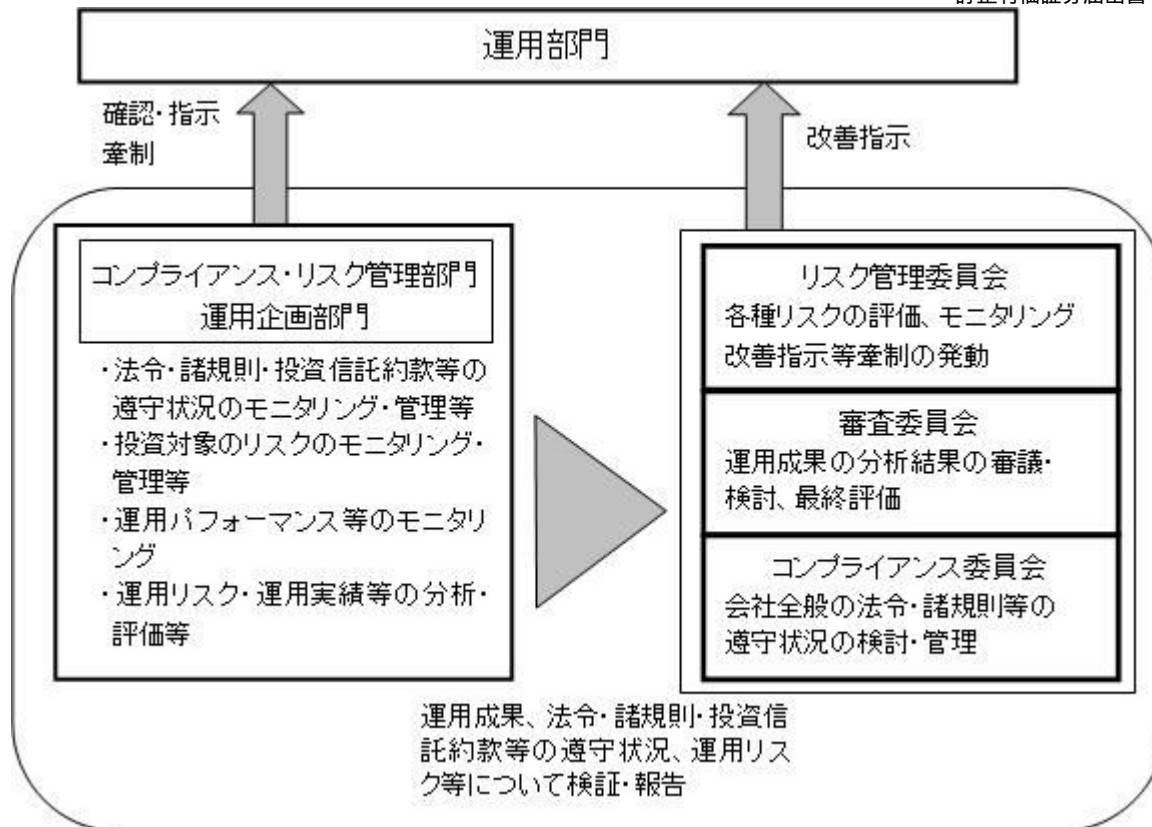 運用部門
確認・指示
牽制
改善指示
コンプライアンス・リスク管理部門
運用企画部門
・法令・諸規則・投資信託約款等の
遵守状況のモニタリング・管理等
・投資対象のリスクのモニタリング・
管理等
・運用パフォーマンス等のモニタリ
ング
・運用リスク・運用実績等の分析・
評価等
リスク管理委員会
各種リスクの評価、モニタリング
改善指示等牽制の発動
審査委員会
運用成果の分析結果の審議・
検討、最終評価
コンプライアンス委員会
会社全般の法令・諸規則等の
遵守状況の検討・管理
運用成果、法令・諸規則・投資信
託約款等の遵守状況、運用リス
ク等について検証・報告